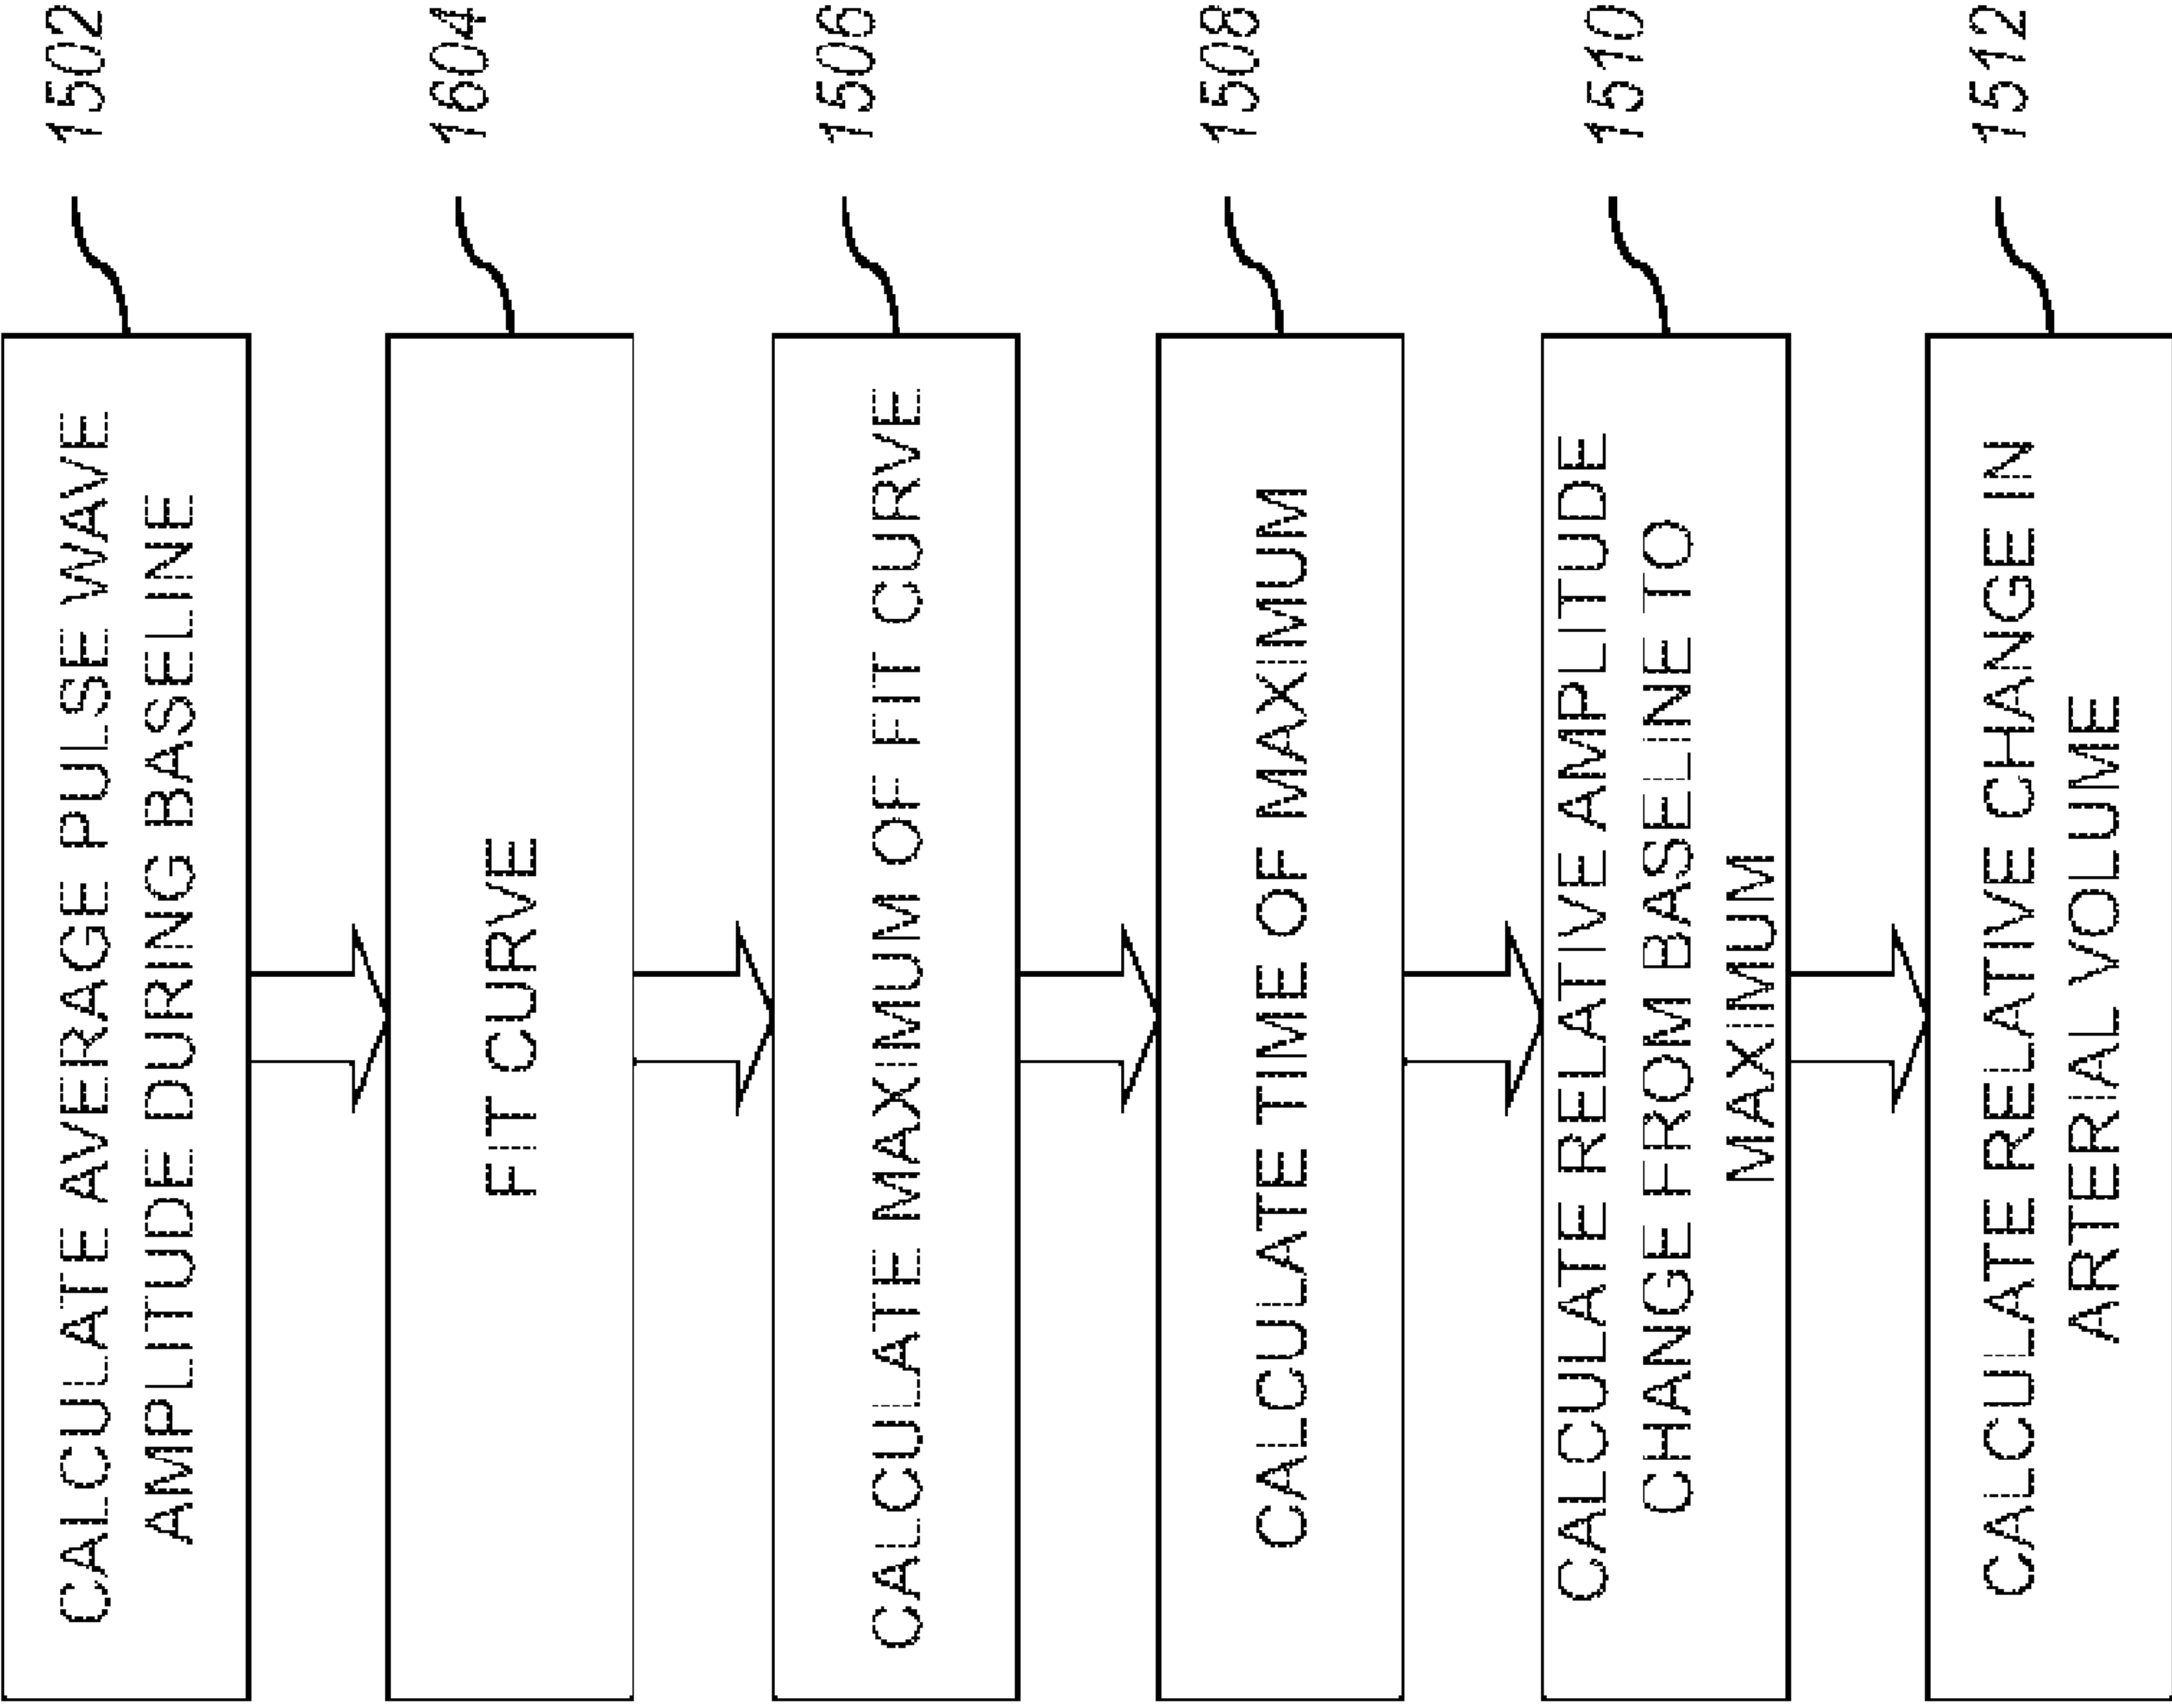 CALCULATE AVERAGE PULSE WAVE
AMPLITUDE DURING BASELINE
1502
FIT CURVE
1604
CALCULATE MAXIMUM OF FIT CURVE
1506
CALCULATE TIME OF MAXIMUM
1508
CALCULATE RELATIVE AMPLITUDE
CHANGE FROM BASELINE TO
MAXIMUM
1510
CALCULATE RELATIVE CHANGE IN
ARTERIAL VOLUME
1512